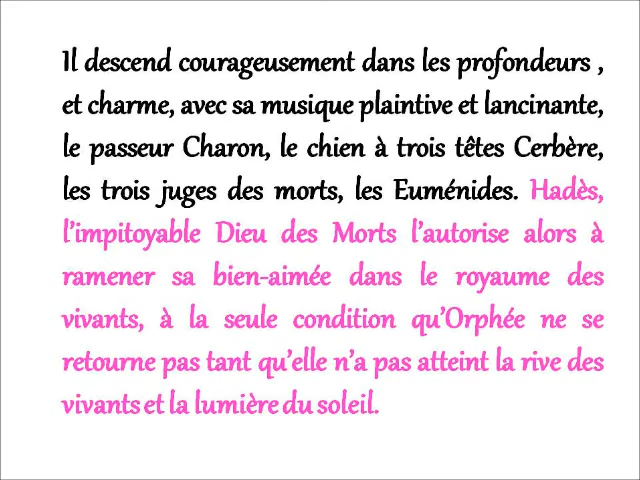 Il descend courageusement dans les profondeurs ,
et charme, avec sa musique plaintive et lancinante,
le passeur Charon, le chien à trois têtes Cerbère,
les trois juges des morts, les Euménides. Hadès,
l’impitoyable Dieu des Morts l’autorise alors à
ramener sa bien-aimée dans le royaume des
vivants, à la seule condition qu’Orphée ne se
retourne pas tant qu’elle n’a pas atteint la rive des
vivants et la lumière du soleil.